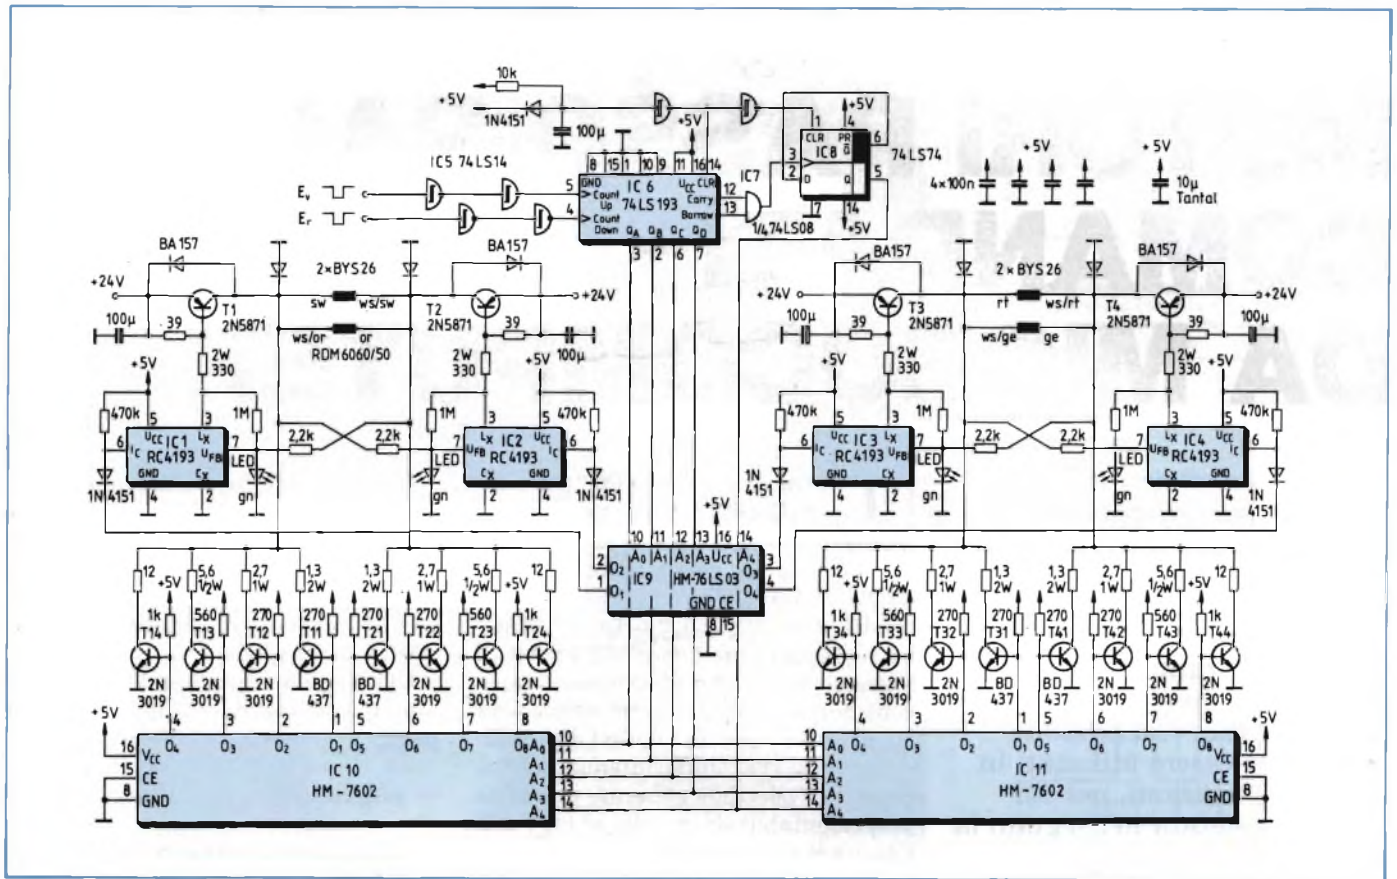 10k
+5V
1N4151
100µ
+5V
IC5 74LS14
8 15 1 10 9 11 16 14
GND UCC CLR
IC 6
74LS193
Count Up
Count Down
Carry
Borrow
QA QB QC QD
5
4
12
13
3 2 6 7
Ev
Er
IC7
1/4 74LS08
1 4 +5V
CLR PR
Q̅ 6
IC8
74LS74
3
2
D Q 5
7 14
+5V
+5V +5V
4×100n
10µ
Tantal
BA157
BA157
BA157
BA157
2×BYS26
2×BYS26
+24V
+24V
+24V
+24V
T1
2N5871
T2
2N5871
T3
2N5871
T4
2N5871
sw ws/sw
ws/or or
RDM6060/50
rt ws/rt
ws/ge ge
100µ 39
39 100µ
100µ 39
39 100µ
2W
330
2W
330
2W
330
2W
330
+5V
+5V
+5V
+5V
470k 1M
1M 470k
470k 1M
1M 470k
2,2k 2,2k
2,2k 2,2k
5 3
UCC IC1 LX
6 IC RC4193 UFB 7
GND CX
4 2
3 5
LX IC2 UCC
7 UFB RC4193 IC 6
CX GND
2 4
5 3
UCC IC3 LX
6 IC RC4193 UFB 7
GND CX
4 2
3 5
LX IC4 UCC
7 UFB RC4193 IC 6
CX GND
2 4
LED
LED
LED
LED
gn
gn
gn
gn
1N4151
1N4151
1N
4151
1N
4151
+5V
10 11 12 13 16 14
A0 A1 A2 A3 UCC A4
2 O2
1 O1
IC9 HM-76LS03
O3 3
O4 4
GND CE
8 15
12 +5V 5,6 1/2W 2,7 1W 1,3 2W 1,3 2W 2,7 1W 5,6 1/2W +5V 12
1k 560 270 270 270 270 560 1k
T14 T13 T12 T11 T21 T22 T23 T24
2N 3019 2N 3019 2N 3019 BD 437 BD 437 2N 3019 2N 3019 2N 3019
12 +5V 5,6 1/2W 2,7 1W 1,3 2W 1,3 2W 2,7 1W 5,6 1/2W +5V 12
1k 560 270 270 270 270 560 1k
T34 T33 T32 T31 T41 T42 T43 T44
2N 3019 2N 3019 2N 3019 BD 437 BD 437 2N 3019 2N 3019 2N 3019
4 3 2 1 5 6 7 8
+5V
O4 O3 O2 O1 O5 O6 O7 O8
16 VCC
15 CE
8 GND
IC 10
HM-7602
A0 10
A1 11
A2 12
A3 13
A4 14
4 3 2 1 5 6 7 8
+5V
O4 O3 O2 O1 O5 O6 O7 O8
10 A0
11 A1
12 A2
13 A3
14 A4
IC 11
HM-7602
VCC 16
CE 15
GND 8